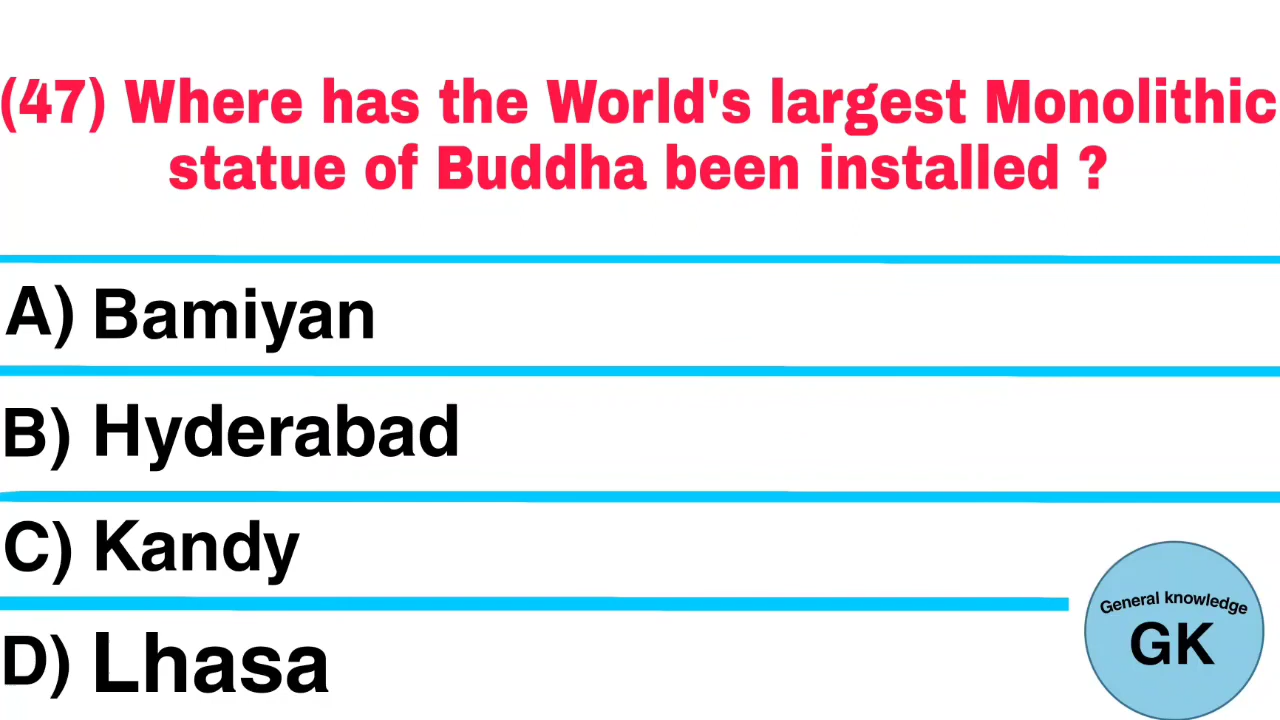 (47) Where has the World's largest Monolithic
statue of Buddha been installed ?
A) Bamiyan
B) Hyderabad
C) Kandy
D) Lhasa
General knowledge
GK